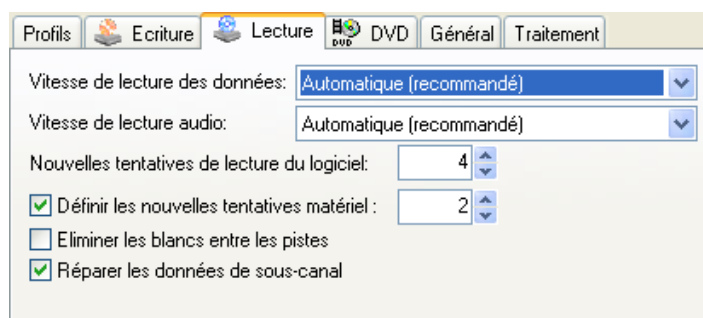 Profils Ecriture Lecture DVD DVD Général Traitement
Vitesse de lecture des données: Automatique (recommandé)
Vitesse de lecture audio: Automatique (recommandé)
Nouvelles tentatives de lecture du logiciel: 4
Définir les nouvelles tentatives matériel : 2
Eliminer les blancs entre les pistes
Réparer les données de sous-canal